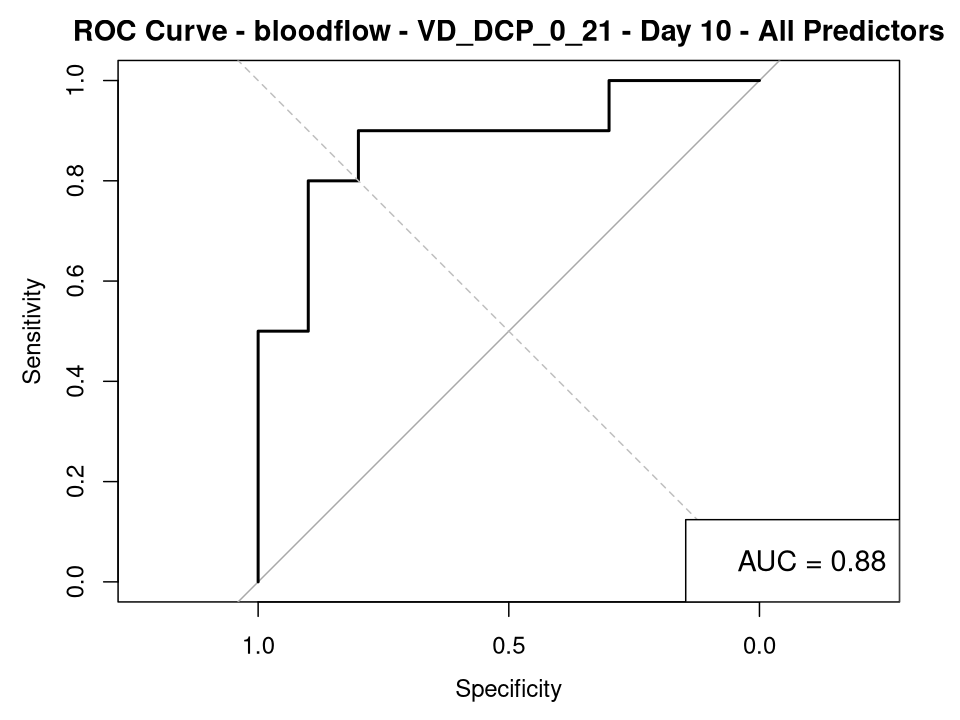 ROC Curve - bloodflow - VD_DCP_0_21 - Day 10 - All Predictors
1.0
0.8
0.6
0.4
0.2
0.0
Sensitivity
AUC = 0.88
1.0 0.5 0.0
Specificity